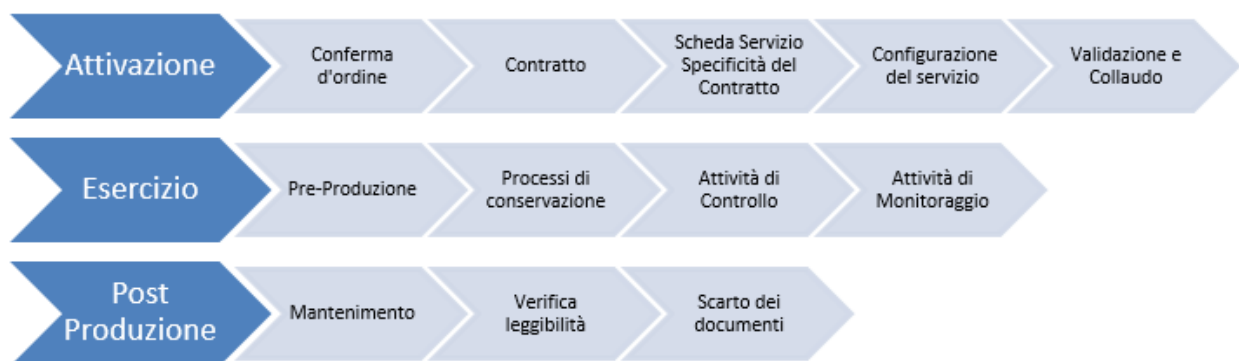 Attivazione
Conferma
d'ordine
Contratto
Scheda Servizio
Specificità del
Contratto
Configurazione
del servizio
Validazione e
Collaudo
Esercizio
Pre-Produzione
Processi di
conservazione
Attività di
Controllo
Attività di
Monitoraggio
Post
Produzione
Mantenimento
Verifica
leggibilità
Scarto dei
documenti